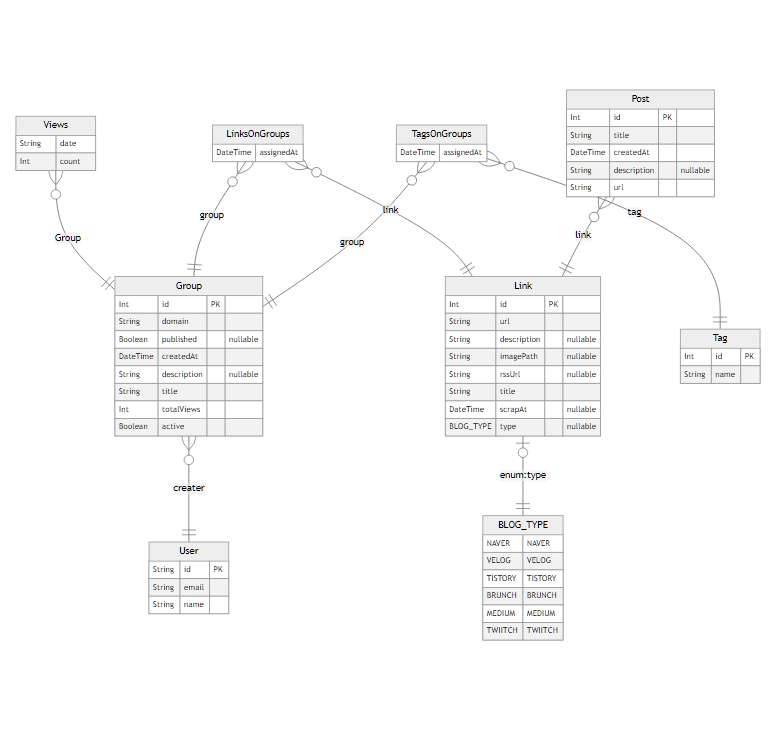 Views
String date
Int count
LinksOnGroups
DateTime assignedAt
TagsOnGroups
DateTime assignedAt
Post
Int id PK
String title
DateTime createdAt
String description nullable
String url
Group
group
link
group
link
tag
Group
Int id PK
String domain
Boolean published nullable
DateTime createdAt
String description nullable
String title
Int totalViews
Boolean active
Link
Int id PK
String url
String description nullable
String imagePath nullable
String rssUrl nullable
String title
DateTime scrapAt nullable
BLOG_TYPE type nullable
Tag
Int id PK
String name
creater
enum:type
User
String id PK
String email
String name
BLOG_TYPE
NAVER NAVER
VELOG VELOG
TISTORY TISTORY
BRUNCH BRUNCH
MEDIUM MEDIUM
TWIITCH TWIITCH